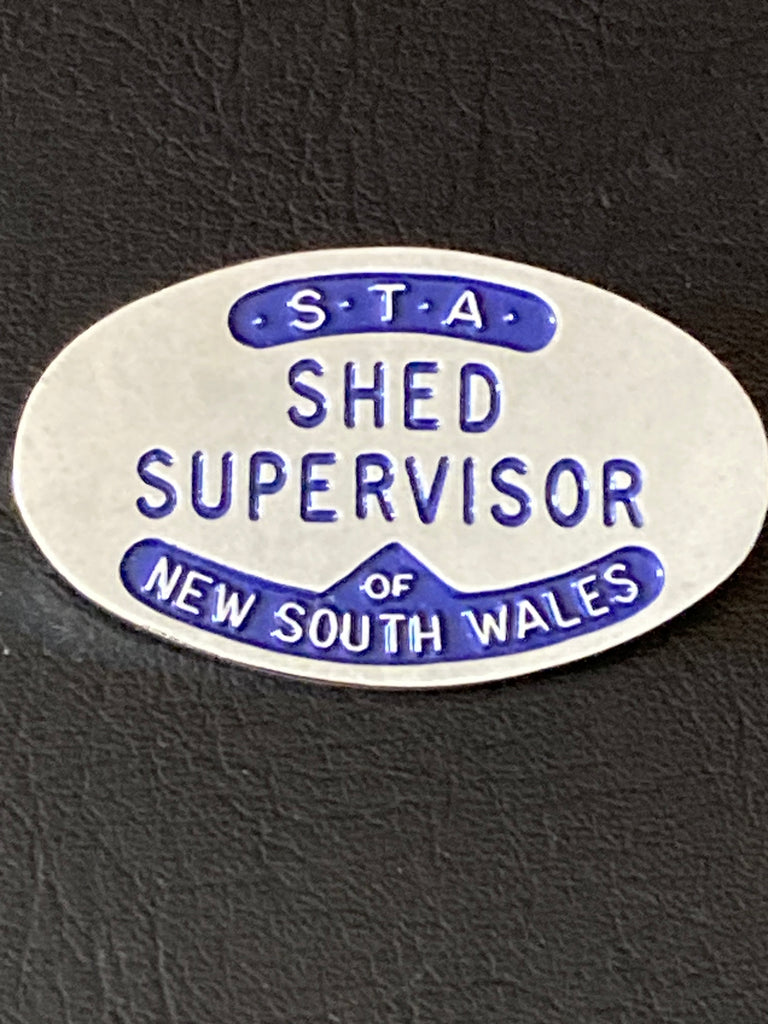 ·S·T·A·
SHED
SUPERVISOR
OF
NEW SOUTH WALES